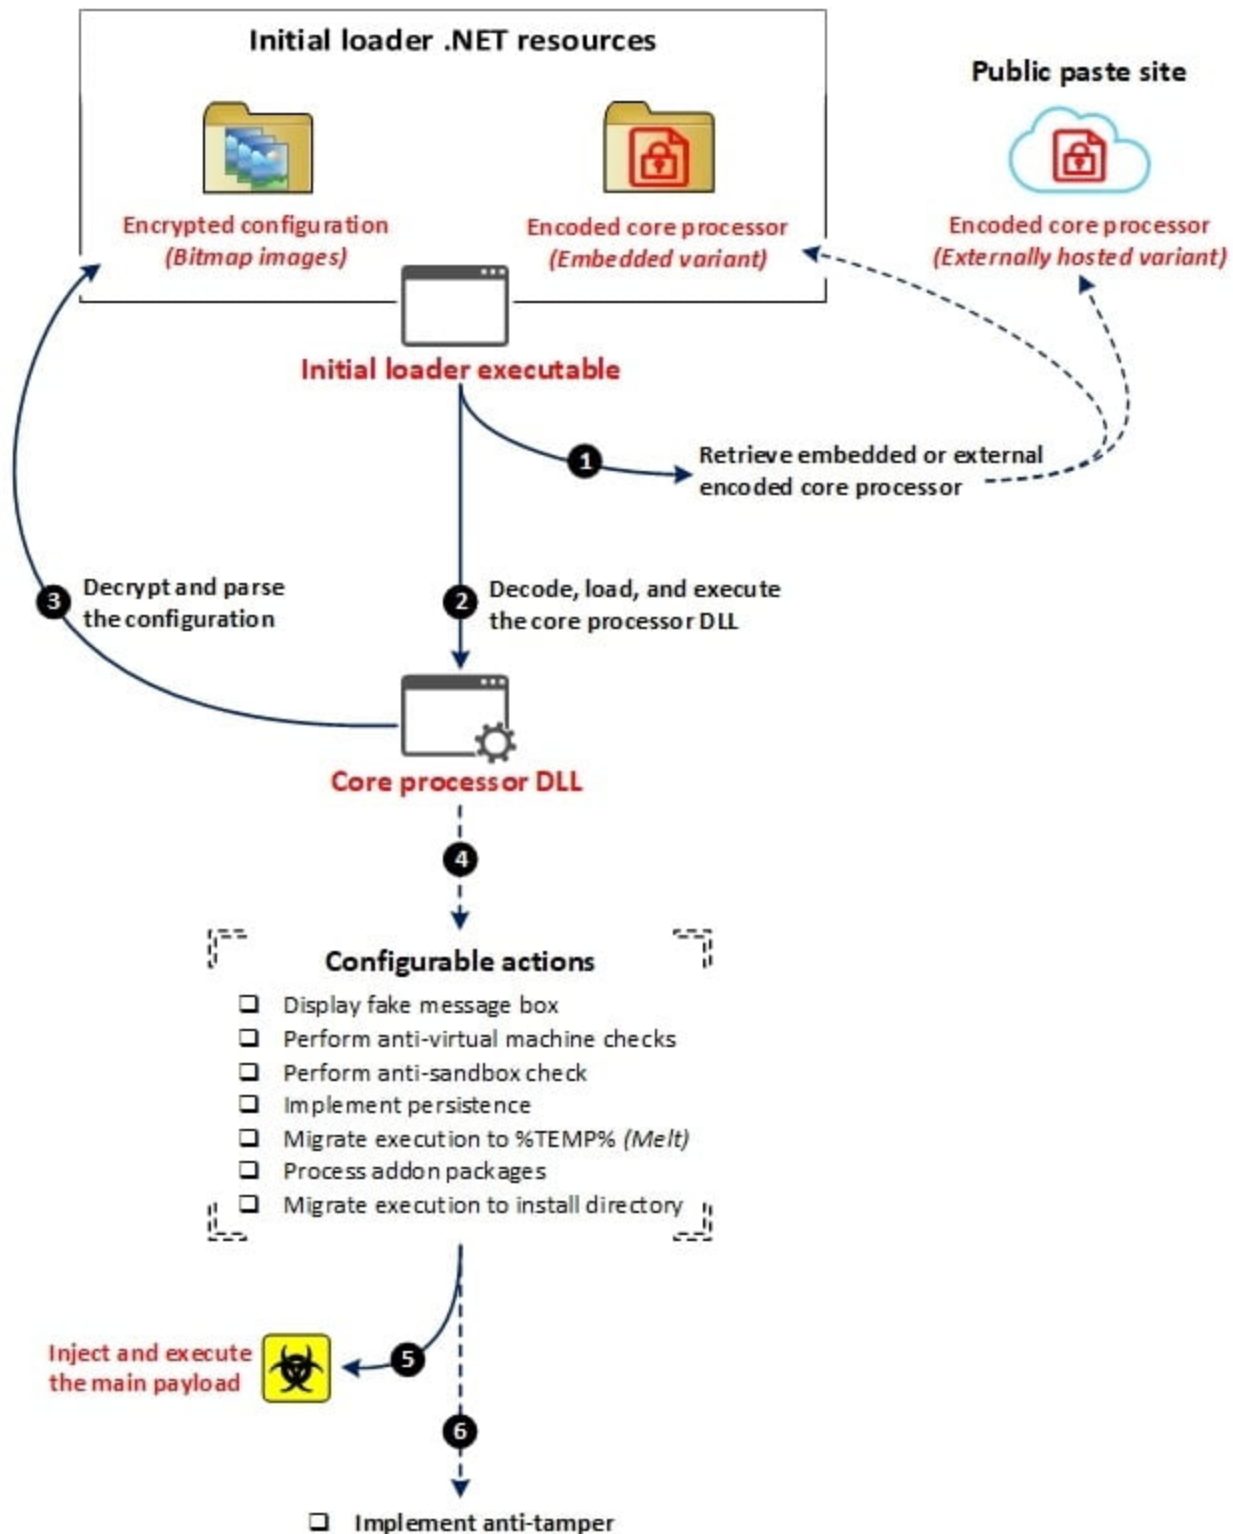 Initial loader .NET resources
Public paste site
Encrypted configuration
(Bitmap images)
Encoded core processor
(Embedded variant)
Encoded core processor
(Externally hosted variant)
Initial loader executable
1
Retrieve embedded or external
encoded core processor
3
Decrypt and parse
the configuration
2
Decode, load, and execute
the core processor DLL
Core processor DLL
4
Configurable actions
Display fake message box
Perform anti-virtual machine checks
Perform anti-sandbox check
Implement persistence
Migrate execution to %TEMP% (Melt)
Process addon packages
Migrate execution to install directory
Inject and execute
the main payload
5
6
Implement anti-tamper